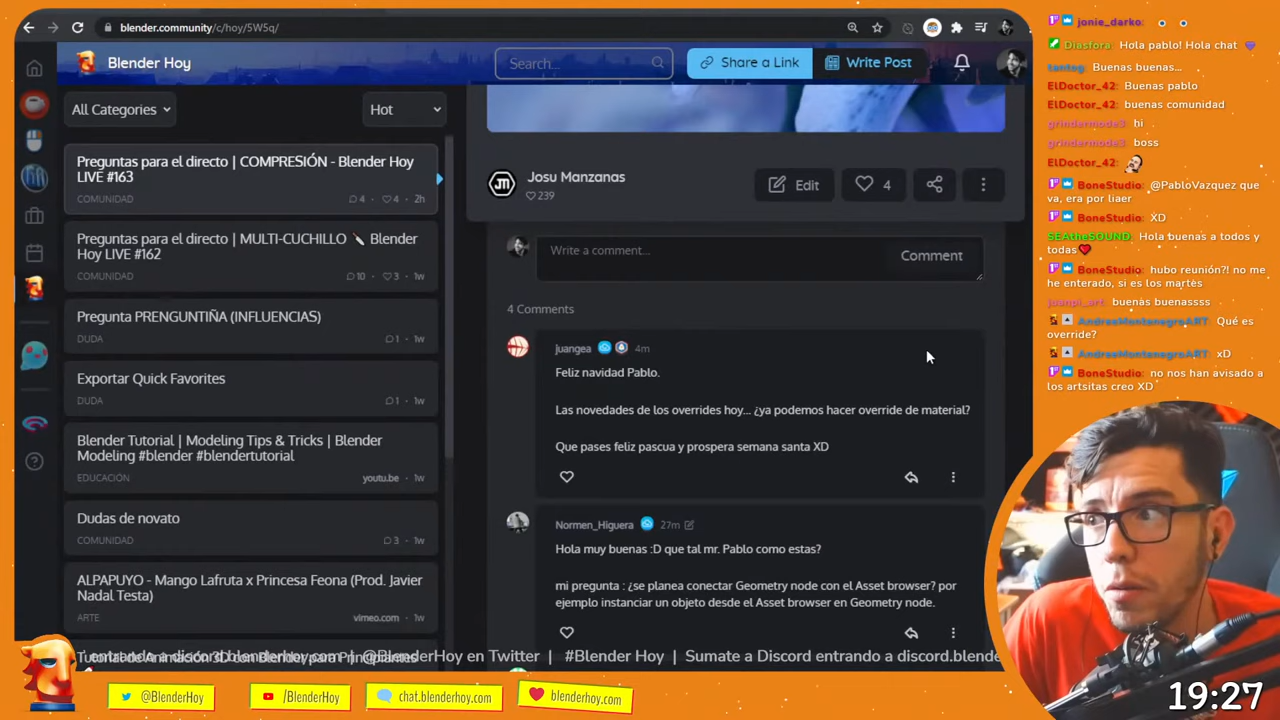 blender.community/c/hoy/5W5q/
Blender Hoy
Search...
Share a Link
Write Post
All Categories
Hot
Preguntas para el directo | COMPRESIÓN - Blender Hoy
LIVE #163
COMUNIDAD
4 · 4 · 2h
Preguntas para el directo | MULTI-CUCHILLO 🔪 Blender
Hoy LIVE #162
COMUNIDAD
10 · 3 · 1w
Pregunta PRENGUNTIÑA (INFLUENCIAS)
DUDA
1 · 1w
Exportar Quick Favorites
DUDA
1 · 1w
Blender Tutorial | Modeling Tips & Tricks | Blender
Modeling #blender #blendertutorial
EDUCACIÓN
youtu.be · 1w
Dudas de novato
COMUNIDAD
3 · 1w
ALPAPUYO - Mango Lafruta x Princesa Feona (Prod. Javier
Nadal Testa)
ARTE
vimeo.com · 1w
JM
Josu Manzanas
239
Edit
4
Write a comment...
Comment
4 Comments
juangea 4m
Feliz navidad Pablo.
Las novedades de los overrides hoy... ¿ya podemos hacer override de material?
Que pases feliz pascua y prospera semana santa XD
Normen_Higuera 27m
Hola muy buenas :D que tal mr. Pablo como estas?
mi pregunta : ¿se planea conectar Geometry node con el Asset browser? por
ejemplo instanciar un objeto desde el Asset browser en Geometry node.
jonie_darko:
Diasfora: Hola pablo! Hola chat
Buenas buenas...
ElDoctor_42: Buenas pablo
ElDoctor_42: buenas comunidad
grindermode3: hi
grindermode3: boss
ElDoctor_42:
BoneStudio: @PabloVazquez que
va, era por liaer
BoneStudio: XD
SEAtheSOUND: Hola buenas a todos y
todas
BoneStudio: hubo reunión?! no me
he enterado, si es los martes
juanpi_art: buenas buenassss
AndreeMontenegroART: Qué es
override?
AndreeMontenegroART: xD
BoneStudio: no nos han avisado a
los artsitas creo XD
entrando a discord.blenderhoy.com | @BlenderHoy en Twitter | #Blender Hoy | Sumate a Discord entrando a discord.blende
@BlenderHoy
/BlenderHoy
chat.blenderhoy.com
blenderhoy.com
19:27